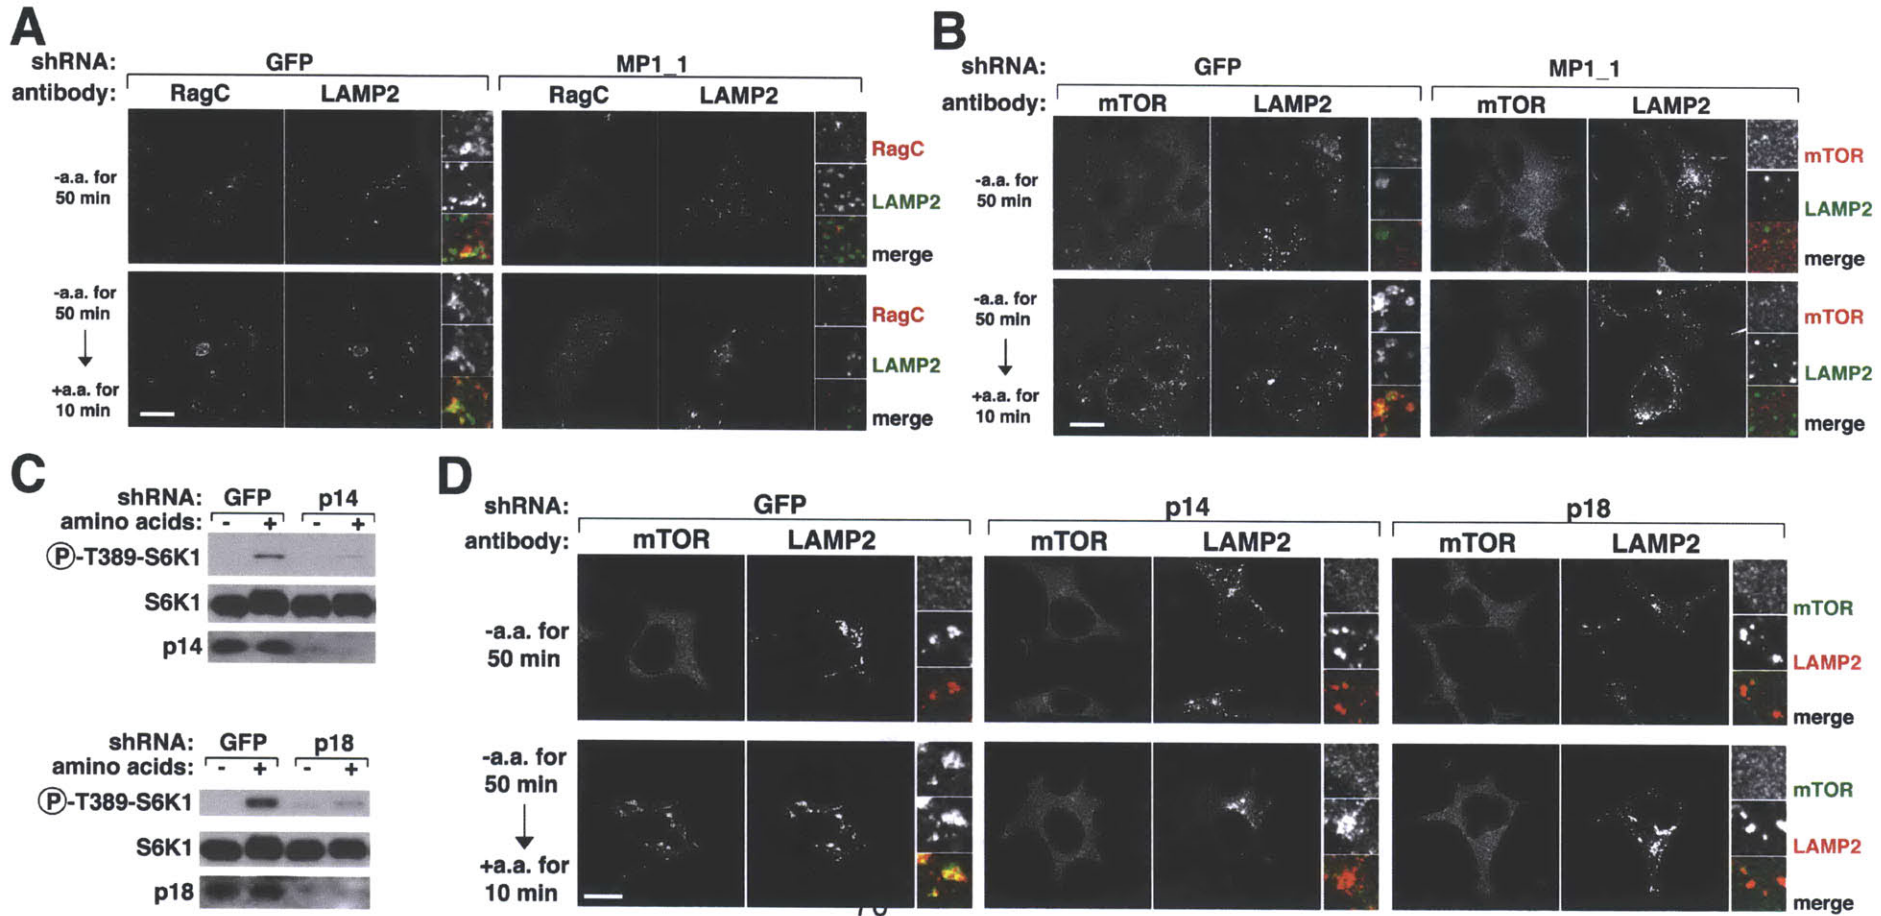 A
shRNA: GFP MP1_1
antibody: RagC LAMP2 RagC LAMP2
-a.a. for
50 min
RagC
LAMP2
merge
-a.a. for
50 min
+a.a. for
10 min
RagC
LAMP2
merge
B
shRNA: GFP MP1_1
antibody: mTOR LAMP2 mTOR LAMP2
-a.a. for
50 min
mTOR
LAMP2
merge
-a.a. for
50 min
+a.a. for
10 min
mTOR
LAMP2
merge
C
shRNA: GFP p14
amino acids: - + - +
P-T389-S6K1
S6K1
p14
shRNA: GFP p18
amino acids: - + - +
P-T389-S6K1
S6K1
p18
D
shRNA: GFP p14 p18
antibody: mTOR LAMP2 mTOR LAMP2 mTOR LAMP2
-a.a. for
50 min
mTOR
LAMP2
merge
-a.a. for
50 min
+a.a. for
10 min
mTOR
LAMP2
merge